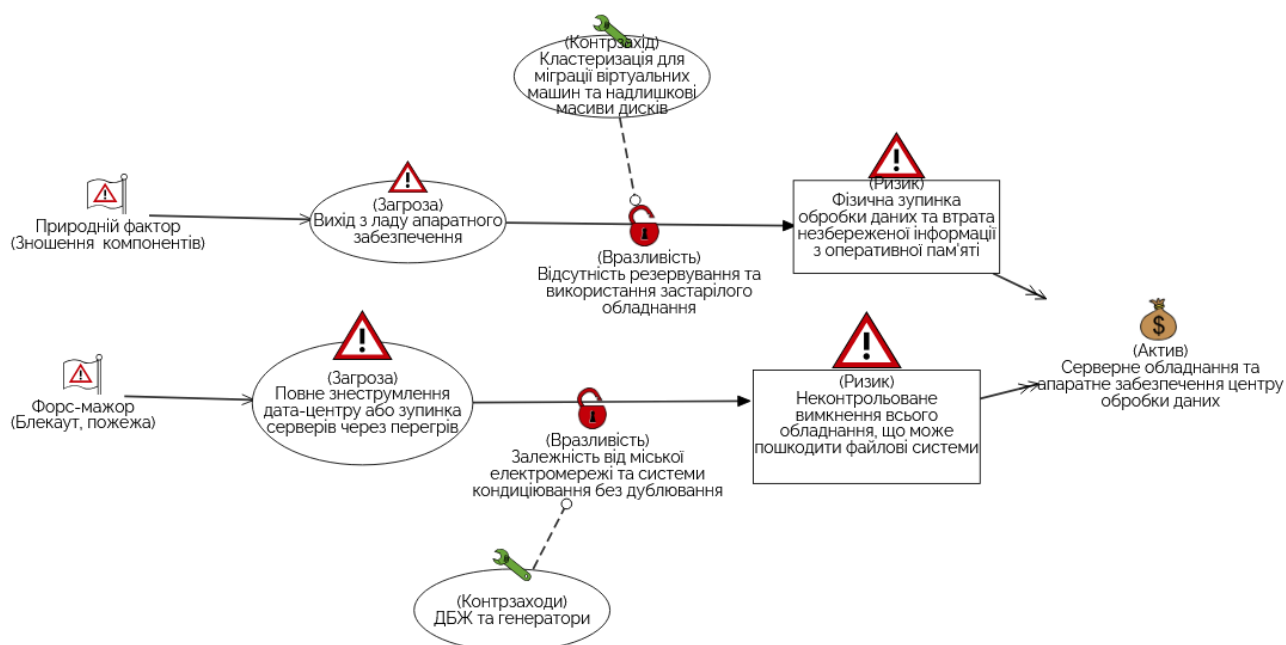 (Контрзахід)
Кластеризація для
міграції віртуальних
машин та надлишкові
масиви дисків
Природній фактор
(Зношення компонентів)
(Загроза)
Вихід з ладу апаратного
забезпечення
(Вразливість)
Відсутність резервування та
використання застарілого
обладнання
(Ризик)
Фізична зупинка
обробки даних та втрата
незбереженої інформації
з оперативної пам'яті
Форс-мажор
(Блекаут, пожежа)
(Загроза)
Повне знеструмлення
дата-центру або зупинка
серверів через перегрів
(Вразливість)
Залежність від міської
електромережі та системи
кондиціювання без дублювання
(Ризик)
Неконтрольоване
вимкнення всього
обладнання, що може
пошкодити файлові системи
$
(Актив)
Серверне обладнання та
апаратне забезпечення центру
обробки даних
(Контрзаходи)
ДБЖ та генератори